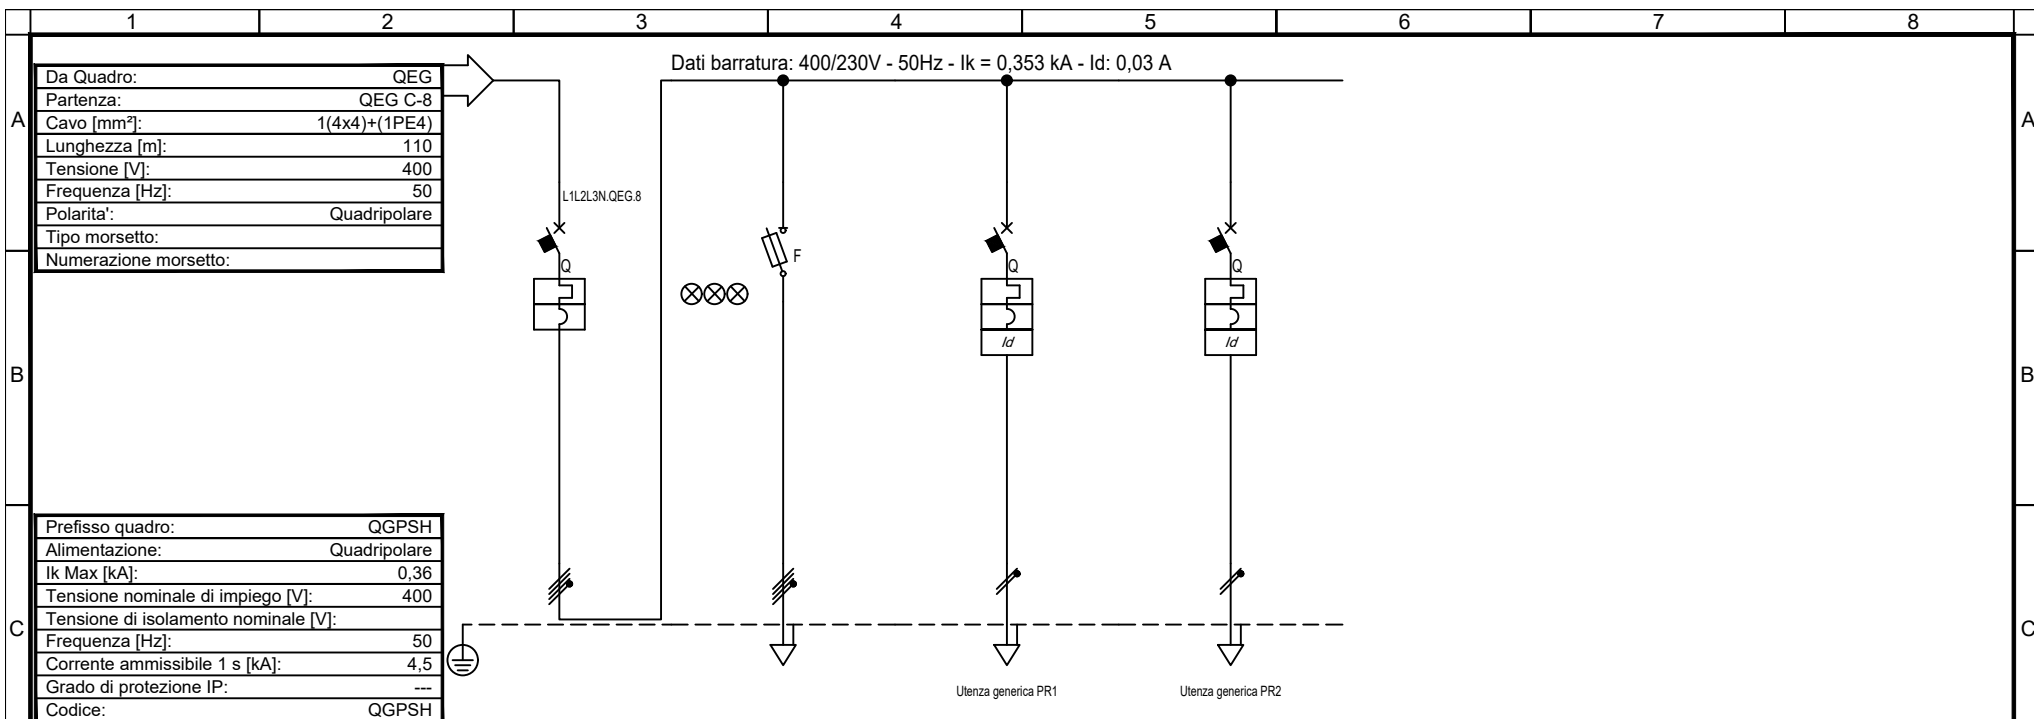 1 2 3 4 5 6 7 8
Dati barratura: 400/230V - 50Hz - Ik = 0,353 kA - Id: 0,03 A
Da Quadro: QEG
Partenza: QEG C-8
Cavo [mm²]: 1(4x4)+(1PE4)
Lunghezza [m]: 110
Tensione [V]: 400
Frequenza [Hz]: 50
Polarita': Quadripolare
Tipo morsetto:
Numerazione morsetto:
A A
L1L2L3N.QEG.8
Q F Q Q
Id Id
B B
Prefisso quadro: QGPSH
Alimentazione: Quadripolare
Ik Max [kA]: 0,36
Tensione nominale di impiego [V]: 400
Tensione di isolamento nominale [V]:
Frequenza [Hz]: 50
Corrente ammissibile 1 s [kA]: 4,5
Grado di protezione IP: ---
Codice: QGPSH
C C
Utenza generica PR1 Utenza generica PR2